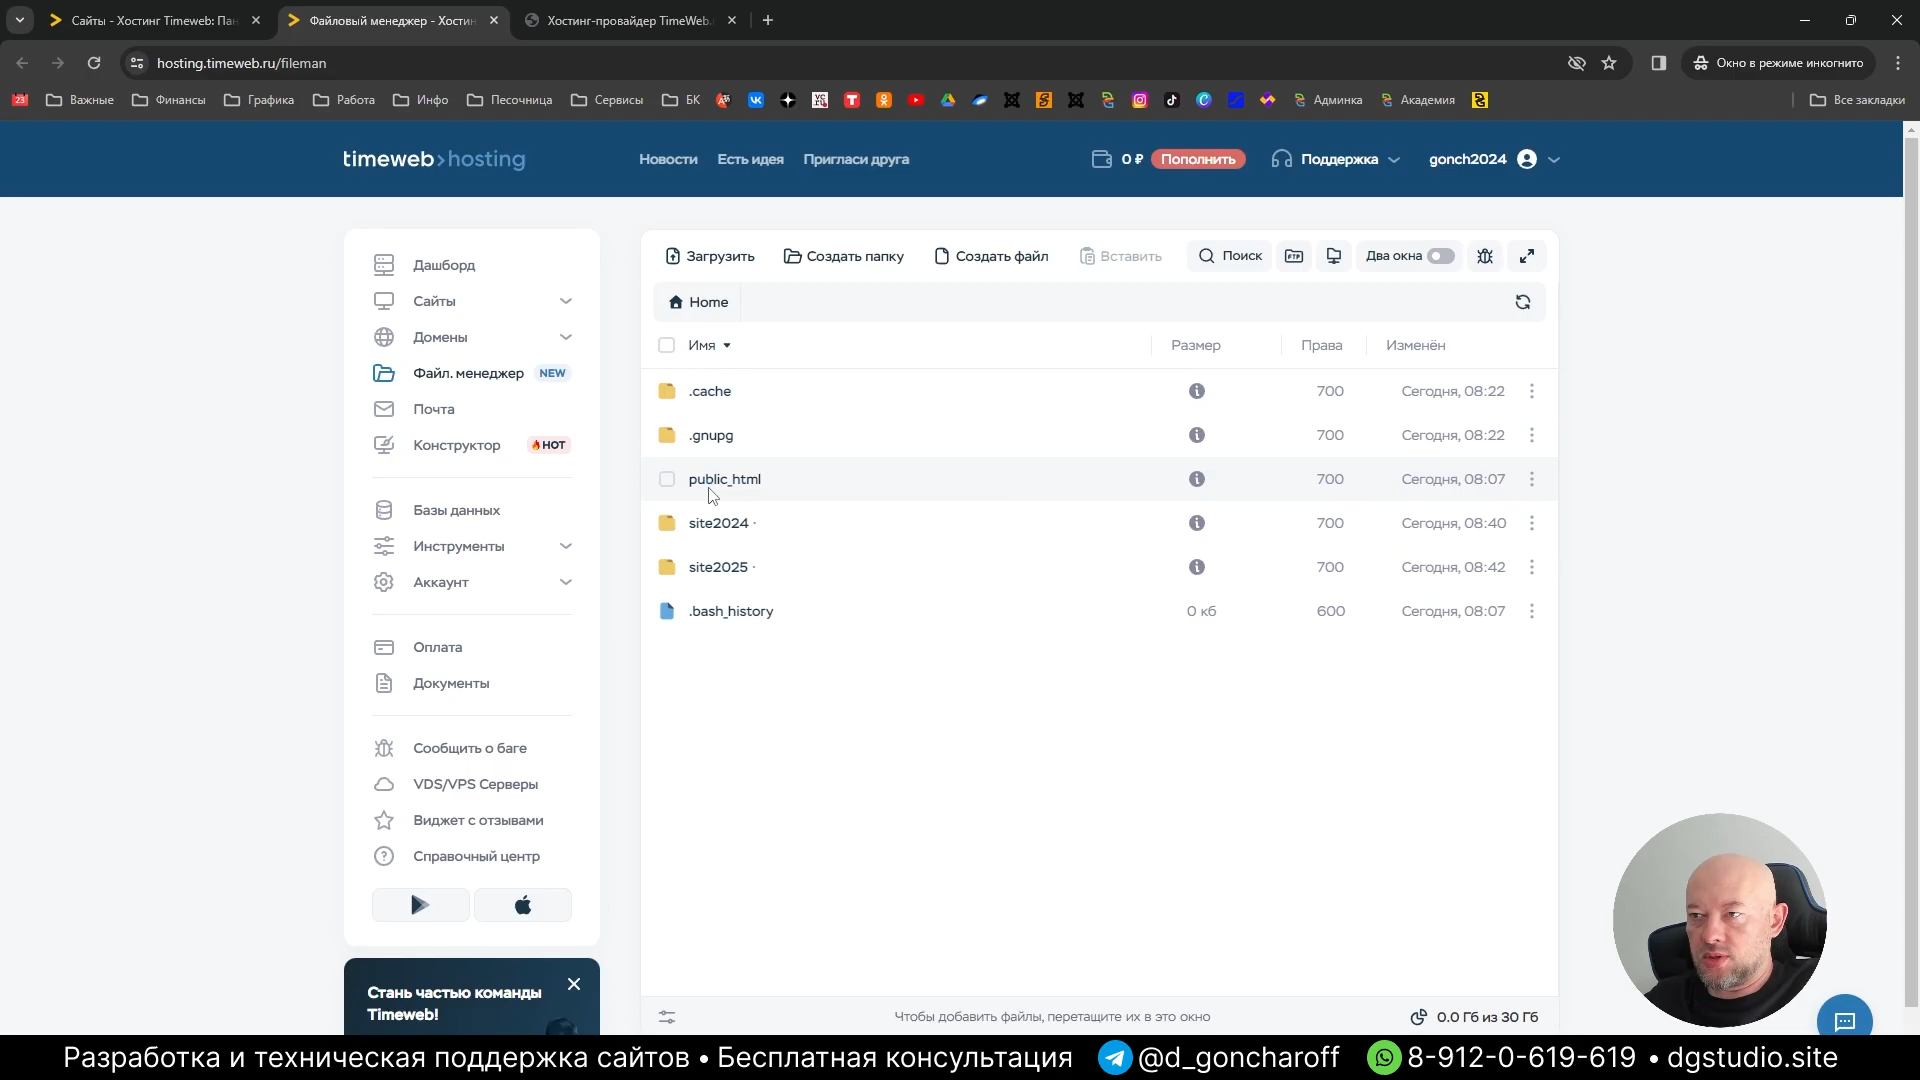 Сайты - Хостинг Timeweb: Пан
Файловый менеджер - Хостин
Хостинг-провайдер TimeWeb.
hosting.timeweb.ru/fileman
Окно в режиме инкогнито
23
Важные
Финансы
Графика
Работа
Инфо
Песочница
Сервисы
БК
Админка
Академия
Все закладки
timeweb>hosting
Новости
Есть идея
Пригласи друга
0 ₽
Пополнить
Поддержка
gonch2024
Дашборд
Сайты
Домены
Файл. менеджер NEW
Почта
Конструктор HOT
Базы данных
Инструменты
Аккаунт
Оплата
Документы
Сообщить о баге
VDS/VPS Серверы
Виджет с отзывами
Справочный центр
Стань частью команды
Timeweb!
Загрузить
Создать папку
Создать файл
Вставить
Поиск
FTP
Два окна
Home
Имя Размер Права Изменён
.cache 700 Сегодня, 08:22
.gnupg 700 Сегодня, 08:22
public_html 700 Сегодня, 08:07
site2024 · 700 Сегодня, 08:40
site2025 · 700 Сегодня, 08:42
.bash_history 0 кб 600 Сегодня, 08:07
Чтобы добавить файлы, перетащите их в это окно
0.0 Гб из 30 Гб
Разработка и техническая поддержка сайтов • Бесплатная консультация @d_goncharoff 8-912-0-619-619 • dgstudio.site